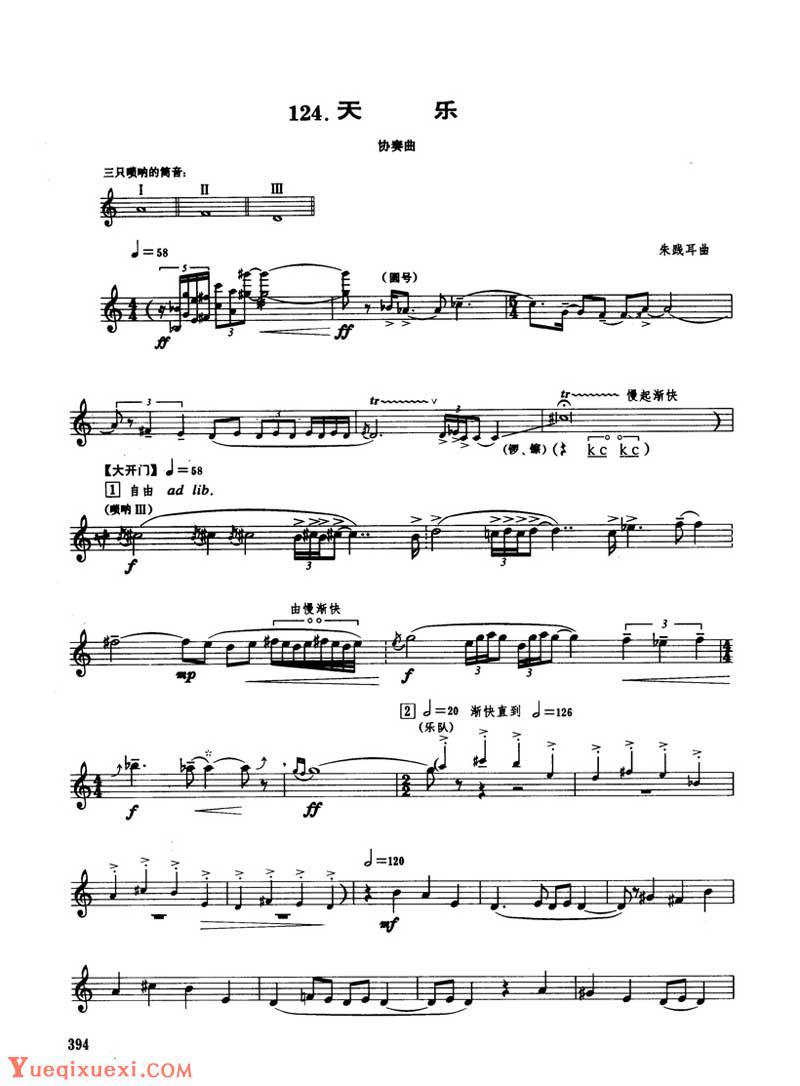 124. 天 乐
协奏曲
三只唢呐的筒音:
I II III
♩=58 朱践耳曲
5 (圆号)
ff ff
3 3 tr v 3 tr 慢起渐快
(锣、镲) k c k c
【大开门】 ♩=58
1 自由 ad lib.
(唢呐 III)
f 3 3
由慢渐快 3
mp f 3 3
2 =20 渐快直到 =126
(乐队)
f ff
=120
mf
394
Yueqixuexi.com